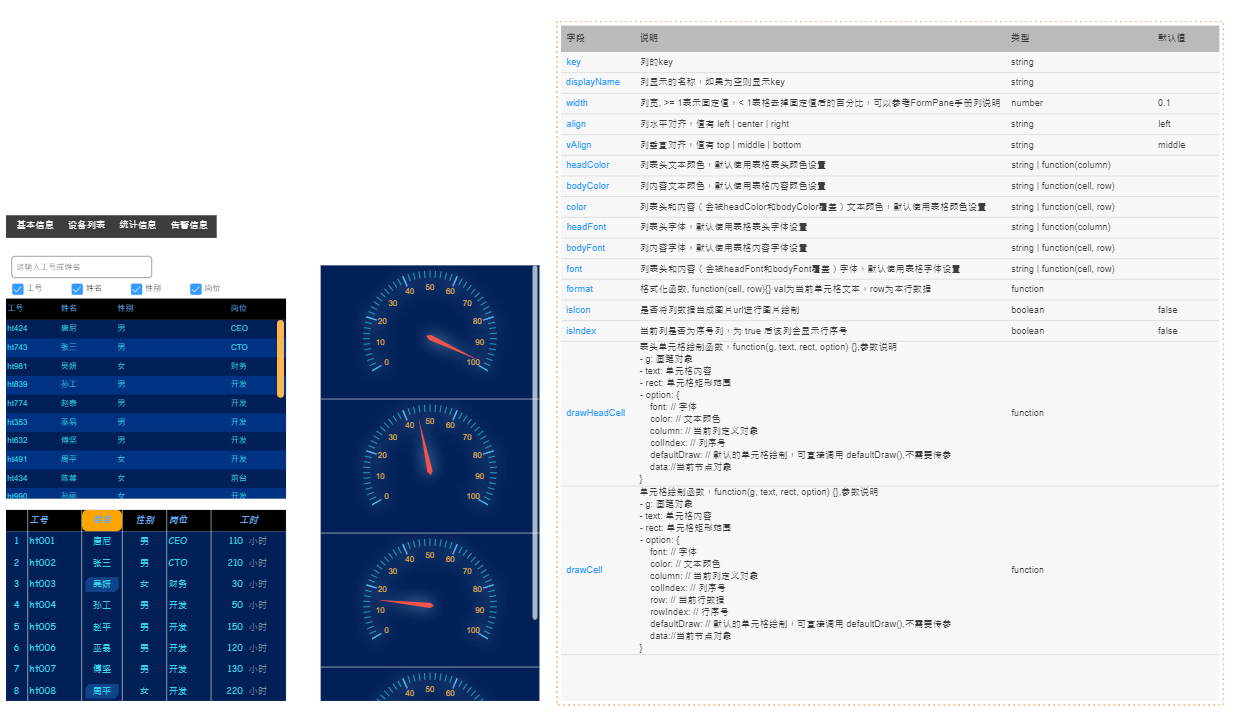 基本信息 设备列表 统计信息 告警信息
请输入工号或姓名
工号 姓名 性别 岗位
工号 姓名 性别 岗位
ht424 唐尼 男 CEO
ht743 张三 男 CTO
ht981 吴妍 女 财务
ht839 孙工 男 开发
ht774 赵泰 男 开发
ht353 巫易 男 开发
ht632 傅坚 男 开发
ht491 周平 女 开发
ht434 陈蓉 女 前台
ht990 孙丽 女 开发
工号 姓名 性别 岗位 工时
1 ht001 唐尼 男 CEO 110 小时
2 ht002 张三 男 CTO 210 小时
3 ht003 吴妍 女 财务 30 小时
4 ht004 孙工 男 开发 50 小时
5 ht005 赵平 男 开发 150 小时
6 ht006 巫易 男 开发 120 小时
7 ht007 傅坚 男 开发 130 小时
8 ht008 周平 女 开发 220 小时
0 10 20 30 40 50 60 70 80 90 100
0 10 20 30 40 50 60 70 80 90 100
0 10 20 30 40 50 60 70 80 90 100
30 40 50 60 70
字段 说明 类型 默认值
key 列的key string
displayName 列显示的名称，如果为空则显示key string
width 列宽, >= 1表示固定值，< 1表格去掉固定值后的百分比，可以参考FormPane手册列说明 number 0.1
align 列水平对齐，值有 left | center | right string left
vAlign 列垂直对齐，值有 top | middle | bottom string middle
headColor 列表头文本颜色，默认使用表格表头颜色设置 string | function(column)
bodyColor 列内容文本颜色，默认使用表格内容颜色设置 string | function(cell, row)
color 列表头和内容（会被headColor和bodyColor覆盖）文本颜色，默认使用表格颜色设置 string | function(cell, row)
headFont 列表头字体，默认使用表格表头字体设置 string | function(column)
bodyFont 列内容字体，默认使用表格内容字体设置 string | function(cell, row)
font 列表头和内容（会被headFont和bodyFont覆盖）字体，默认使用表格字体设置 string | function(cell, row)
format 格式化函数, function(cell, row){} val为当前单元格文本，row为本行数据 function
isIcon 是否将列数据当成图片url进行图片绘制 boolean false
isIndex 当前列是否为序号列，为 true 后该列会显示行序号 boolean false
drawHeadCell 表头单元格绘制函数，function(g, text, rect, option) {},参数说明 function
- g: 画笔对象
- text: 单元格内容
- rect: 单元格矩形范围
- option: {
font: // 字体
color: // 文本颜色
column: // 当前列定义对象
colIndex: // 列序号
defaultDraw: // 默认的单元格绘制，可直接调用 defaultDraw(),不需要传参
data://当前节点对象
}
drawCell 单元格绘制函数，function(g, text, rect, option) {},参数说明 function
- g: 画笔对象
- text: 单元格内容
- rect: 单元格矩形范围
- option: {
font: // 字体
color: // 文本颜色
column: // 当前列定义对象
colIndex: // 列序号
row: // 当前行数据
rowIndex: // 行序号
defaultDraw: // 默认的单元格绘制，可直接调用 defaultDraw(),不需要传参
data://当前节点对象
}